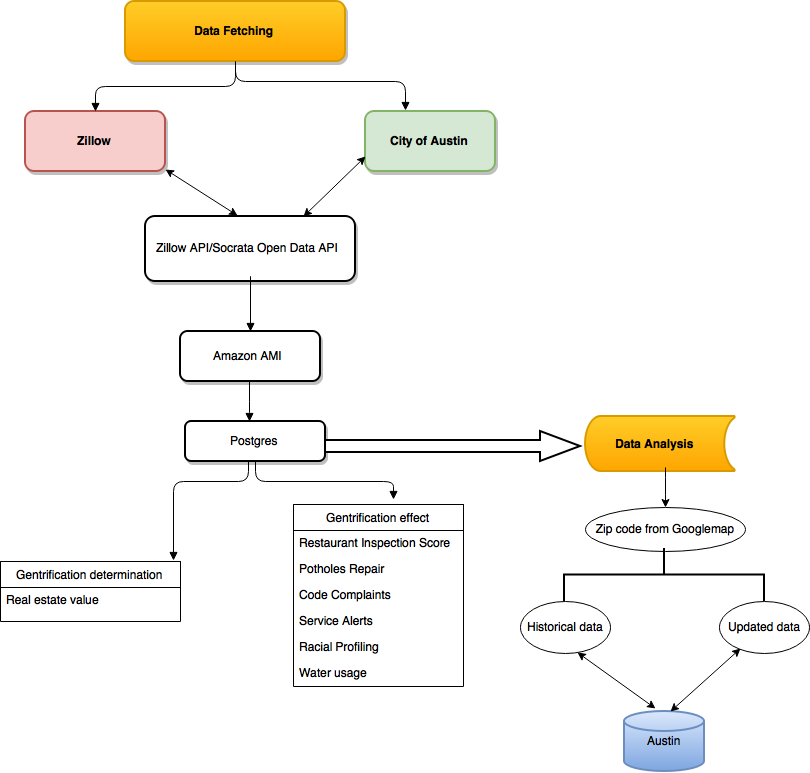 Data Fetching
Zillow
City of Austin
Zillow API/Socrata Open Data API
Amazon AMI
Postgres
Data Analysis
Gentrification effect
Restaurant Inspection Score
Potholes Repair
Code Complaints
Service Alerts
Racial Profiling
Water usage
Gentrification determination
Real estate value
Zip code from Googlemap
Historical data
Updated data
Austin